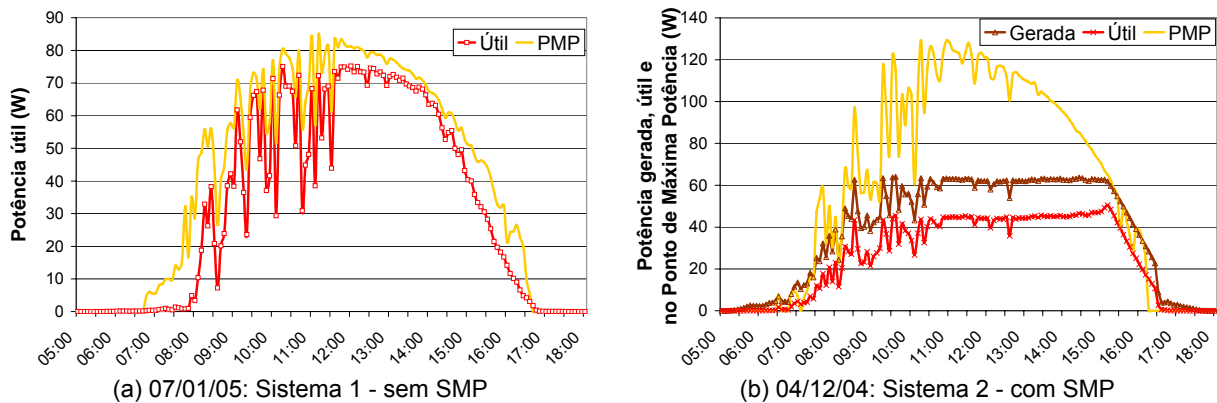 Potência útil (W)
90
80
70
60
50
40
30
20
10
0
Útil PMP
05:00 06:00 07:00 08:00 09:00 10:00 11:00 12:00 13:00 14:00 15:00 16:00 17:00 18:00
(a) 07/01/05: Sistema 1 - sem SMP
Potência gerada, útil e
no Ponto de Máxima Potência (W)
140
120
100
80
60
40
20
0
Gerada Útil PMP
05:00 06:00 07:00 08:00 09:00 10:00 11:00 12:00 13:00 14:00 15:00 16:00 17:00 18:00
(b) 04/12/04: Sistema 2 - com SMP